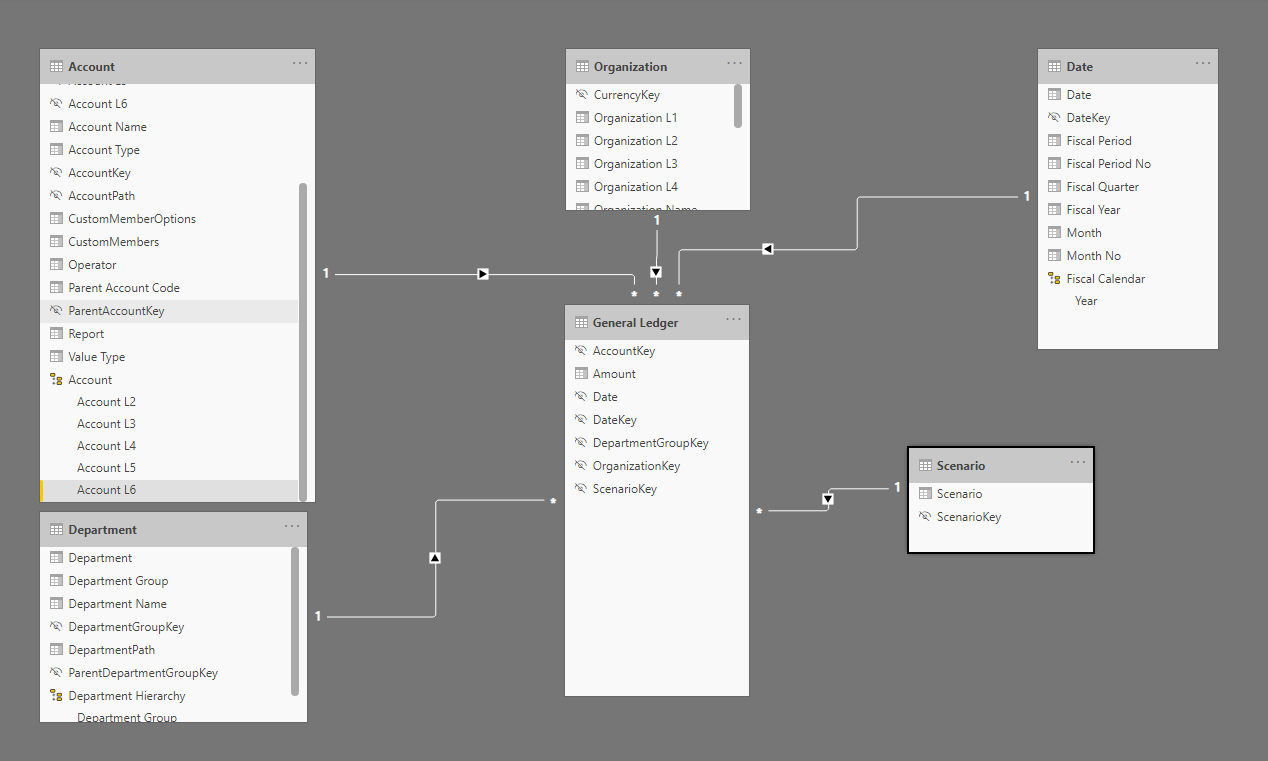 Account
Account L6
Account Name
Account Type
AccountKey
AccountPath
CustomMemberOptions
CustomMembers
Operator
Parent Account Code
ParentAccountKey
Report
Value Type
Account
Account L2
Account L3
Account L4
Account L5
Account L6
Department
Department
Department Group
Department Name
DepartmentGroupKey
DepartmentPath
ParentDepartmentGroupKey
Department Hierarchy
Department Group
Organization
CurrencyKey
Organization L1
Organization L2
Organization L3
Organization L4
Organization Name
1
1
1
*
*
*
General Ledger
AccountKey
Amount
Date
DateKey
DepartmentGroupKey
OrganizationKey
ScenarioKey
*
*
1
1
Date
Date
DateKey
Fiscal Period
Fiscal Period No
Fiscal Quarter
Fiscal Year
Month
Month No
Fiscal Calendar
Year
Scenario
Scenario
ScenarioKey